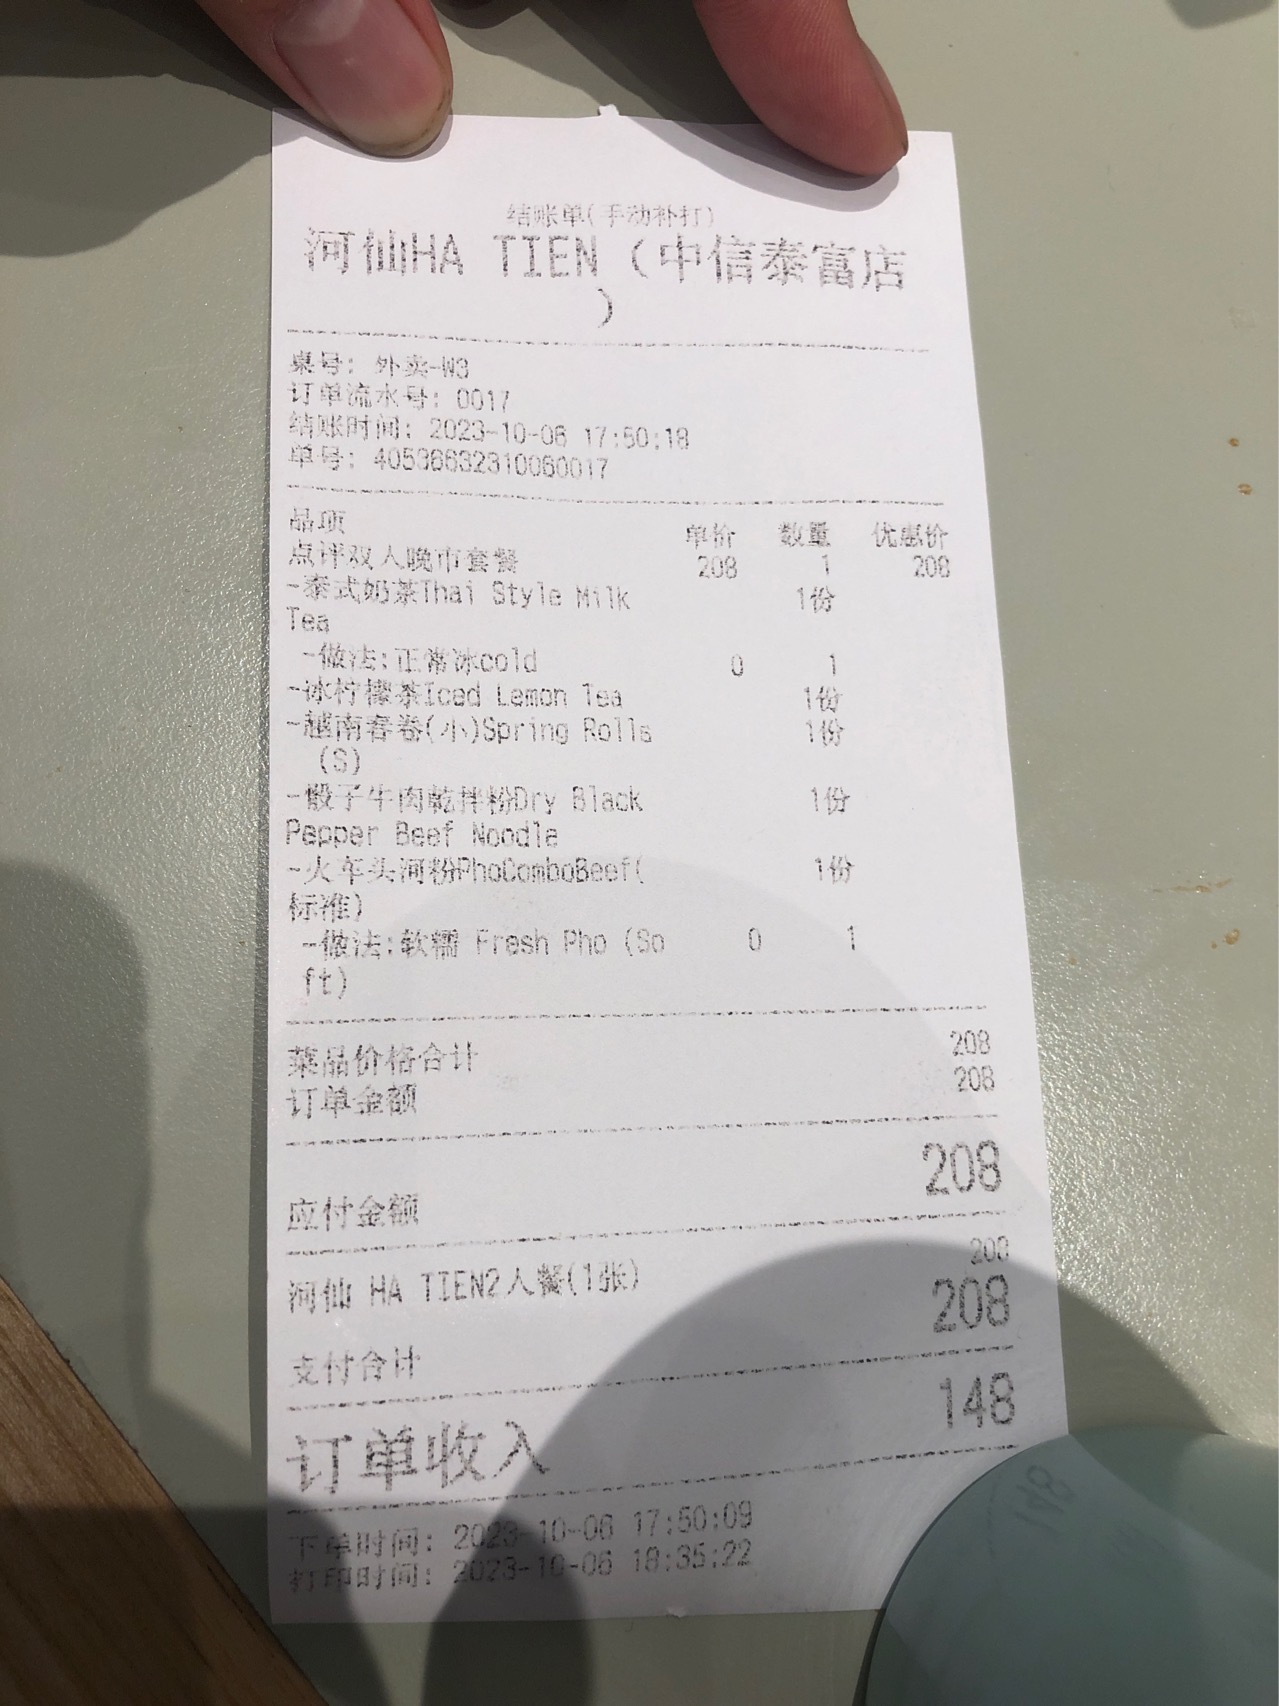 结账单(手动补打)
河仙HA TIEN（中信泰富店
）
桌号: 外卖-W3
订单流水号: 0017
结账时间: 2023-10-06 17:50:18
单号: 40536632310060017
品项 单价 数量 优惠价
点评双人晚市套餐 208 1 208
-泰式奶茶Thai Style Milk 1份
Tea
-做法:正常冰cold 0 1
-冰柠檬茶Iced Lemon Tea 1份
-越南春卷(小)Spring Rolls 1份
(S)
-骰子牛肉乾拌粉Dry Black 1份
Pepper Beef Noodle
-火车头河粉PhoComboBeef( 1份
标准)
-做法:软糯 Fresh Pho (So 0 1
ft)
菜品价格合计 208
订单金额 208
应付金额 208
河仙 HA TIEN2人餐(1张) 208
支付合计 208
订单收入 148
下单时间: 2023-10-06 17:50:09
打印时间: 2023-10-06 18:35:22